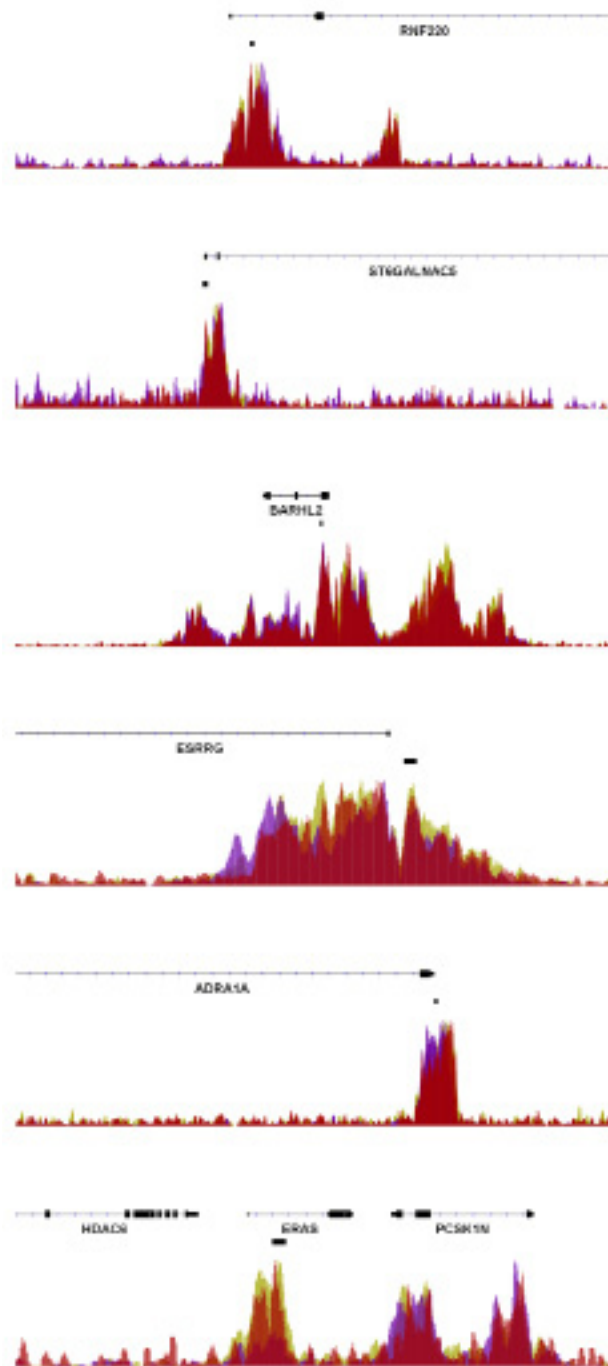 RNF220
ST6GALNAC5
BARHL2
ESRRG
ADRA1A
HDAC6 ERAS PCSK1N